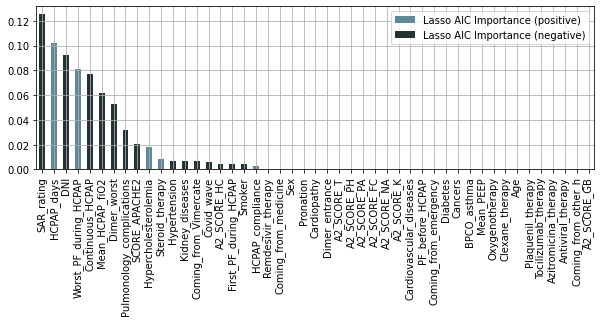 Lasso AIC Importance (positive)
Lasso AIC Importance (negative)
0.12
0.10
0.08
0.06
0.04
0.02
0.00
SAR_rating
HCPAP_days
DNI
Worst_PF_during_HCPAP
Continuous_HCPAP
Mean_HCPAP_fiO2
Dimer_worst
Pulmonology_complications
SCORE_APACHE2
Hypercholesterolemia
Steroid_therapy
Hypertension
Kidney_diseases
Coming_from_Vimercate
Covid_wave
A2_SCORE_HC
First_PF_during_HCPAP
Smoker
HCPAP_compliance
Remdesivir_therapy
Coming_from_medicine
Sex
Pronation
Cardiopathy
Dimer_entrance
A2_SCORE_T
A2_SCORE_PH
A2_SCORE_PA
A2_SCORE_FC
A2_SCORE_NA
A2_SCORE_K
Cardiovascular_diseases
PF_before_HCPAP
Coming_from_emergency
Diabetes
Cancers
BPCO_asthma
Mean_PEEP
Oxygenotherapy
Clexane_therapy
Age
Plaquenil_therapy
Tocilizumab_therapy
Azitromicina_therapy
Antiviral_therapy
Coming_from_other_h
A2_SCORE_GB